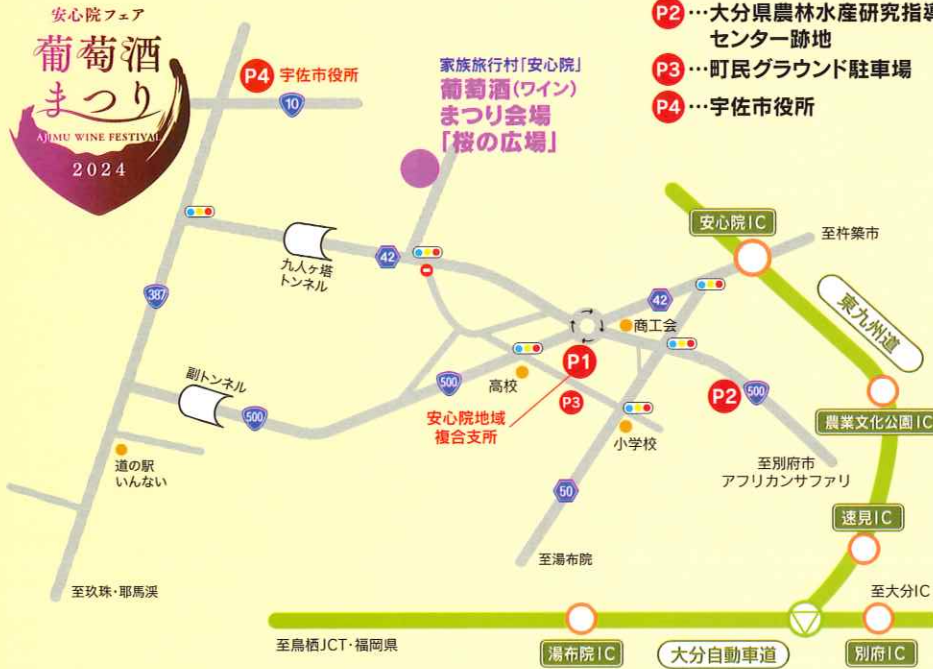 安心院フェア
葡萄酒
まつり
AJIMU WINE FESTIVAL
2024
P2…大分県農林水産研究指導
センター跡地
P3…町民グラウンド駐車場
P4…宇佐市役所
P4 宇佐市役所
10
家族旅行村「安心院」
葡萄酒(ワイン)
まつり会場
「桜の広場」
安心院IC
至杵築市
九人ヶ塔
トンネル
42
42
東九州道
387
商工会
P1
500
高校
P3
P2
500
農業文化公園IC
副トンネル
500
安心院地域
複合支所
小学校
道の駅
いんない
至別府市
アフリカンサファリ
50
速見IC
至湯布院
至玖珠・耶馬渓
至大分IC
至鳥栖JCT・福岡県
湯布院IC
大分自動車道
別府IC